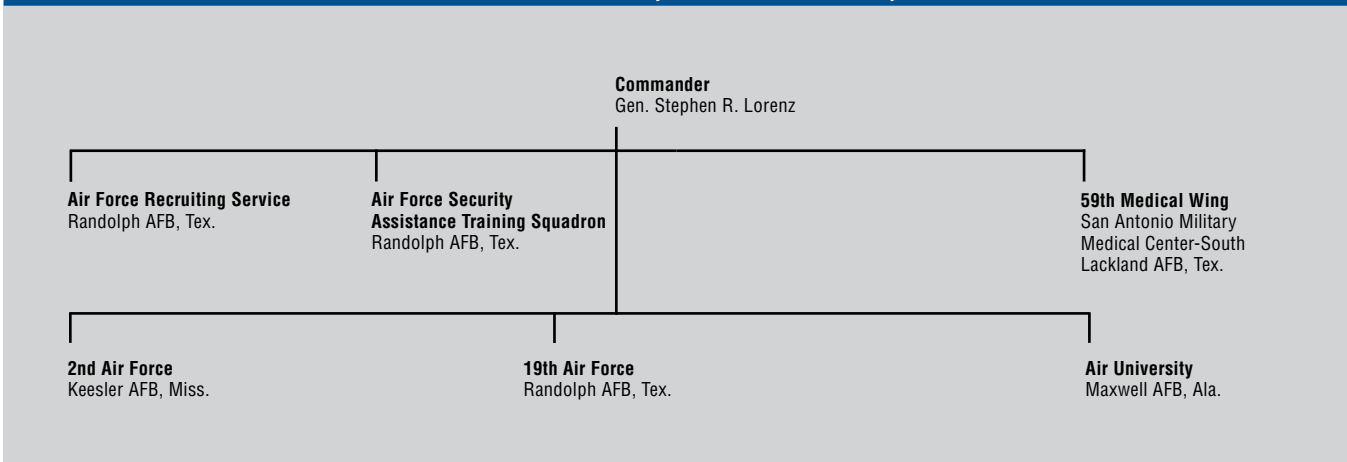 Commander
Gen. Stephen R. Lorenz
Air Force Recruiting Service
Randolph AFB, Tex.
Air Force Security
Assistance Training Squadron
Randolph AFB, Tex.
59th Medical Wing
San Antonio Military
Medical Center-South
Lackland AFB, Tex.
2nd Air Force
Keesler AFB, Miss.
19th Air Force
Randolph AFB, Tex.
Air University
Maxwell AFB, Ala.